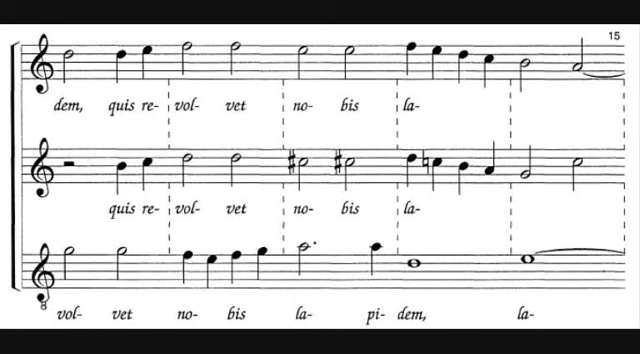 15
dem, quis re- vol- vet no- bis la-
quis re- vol- vet no- bis la-
8
vol- vet no- bis la- pi- dem, la-